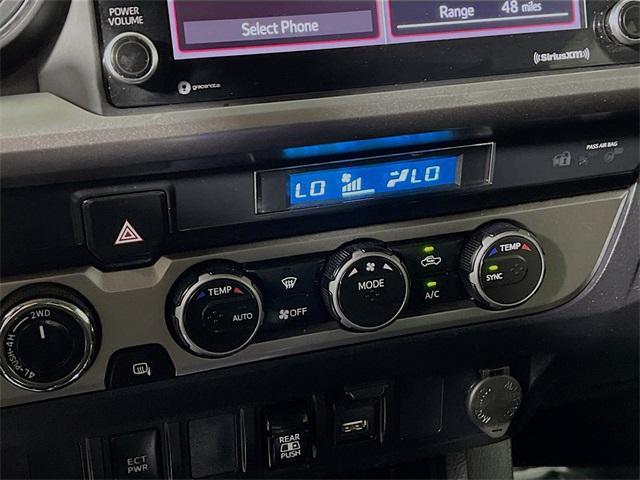 POWER
VOLUME
Select Phone
Range 48 miles
gracenote
SiriusXM
PASS AIR BAG
LO LO
2WD
4L-PUSH-4H
TEMP
AUTO
OFF
MODE
A/C
TEMP
SYNC
ECT
PWR
REAR
PUSH